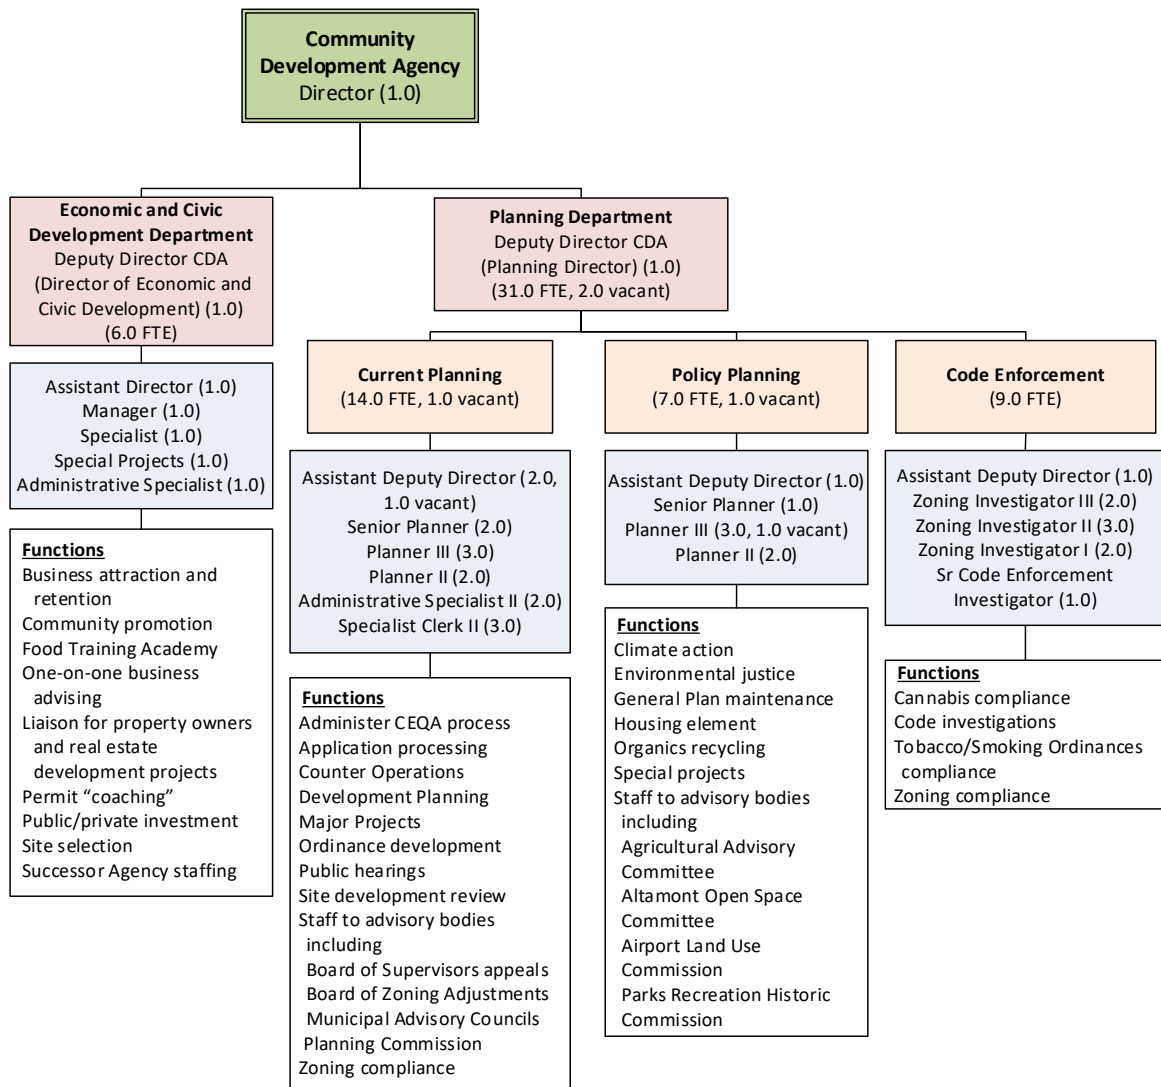 Community
Development Agency
Director (1.0)
Economic and Civic
Development Department
Deputy Director CDA
(Director of Economic and
Civic Development) (1.0)
(6.0 FTE)
Assistant Director (1.0)
Manager (1.0)
Specialist (1.0)
Special Projects (1.0)
Administrative Specialist (1.0)
Functions
Business attraction and
retention
Community promotion
Food Training Academy
One-on-one business
advising
Liaison for property owners
and real estate
development projects
Permit “coaching”
Public/private investment
Site selection
Successor Agency staffing
Planning Department
Deputy Director CDA
(Planning Director) (1.0)
(31.0 FTE, 2.0 vacant)
Current Planning
(14.0 FTE, 1.0 vacant)
Assistant Deputy Director (2.0,
1.0 vacant)
Senior Planner (2.0)
Planner III (3.0)
Planner II (2.0)
Administrative Specialist II (2.0)
Specialist Clerk II (3.0)
Functions
Administer CEQA process
Application processing
Counter Operations
Development Planning
Major Projects
Ordinance development
Public hearings
Site development review
Staff to advisory bodies
including
Board of Supervisors appeals
Board of Zoning Adjustments
Municipal Advisory Councils
Planning Commission
Zoning compliance
Policy Planning
(7.0 FTE, 1.0 vacant)
Assistant Deputy Director (1.0)
Senior Planner (1.0)
Planner III (3.0, 1.0 vacant)
Planner II (2.0)
Functions
Climate action
Environmental justice
General Plan maintenance
Housing element
Organics recycling
Special projects
Staff to advisory bodies
including
Agricultural Advisory
Committee
Altamont Open Space
Committee
Airport Land Use
Commission
Parks Recreation Historic
Commission
Code Enforcement
(9.0 FTE)
Assistant Deputy Director (1.0)
Zoning Investigator III (2.0)
Zoning Investigator II (3.0)
Zoning Investigator I (2.0)
Sr Code Enforcement
Investigator (1.0)
Functions
Cannabis compliance
Code investigations
Tobacco/Smoking Ordinances
compliance
Zoning compliance